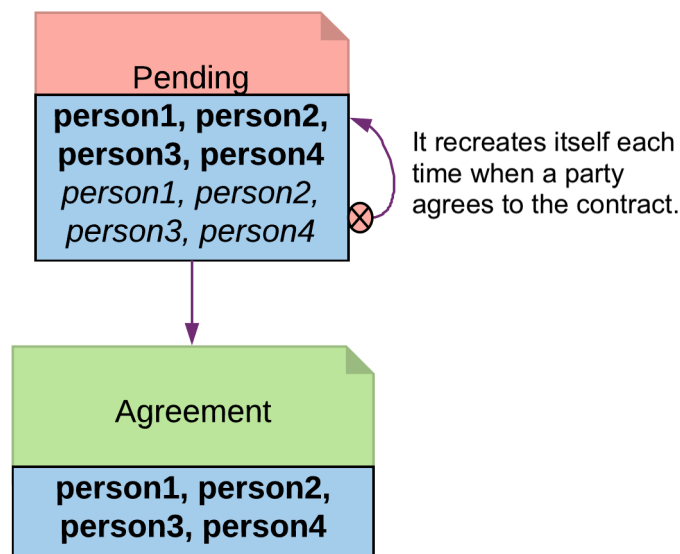 Pending
person1, person2,
person3, person4
person1, person2,
person3, person4
It recreates itself each
time when a party
agrees to the contract.
Agreement
person1, person2,
person3, person4